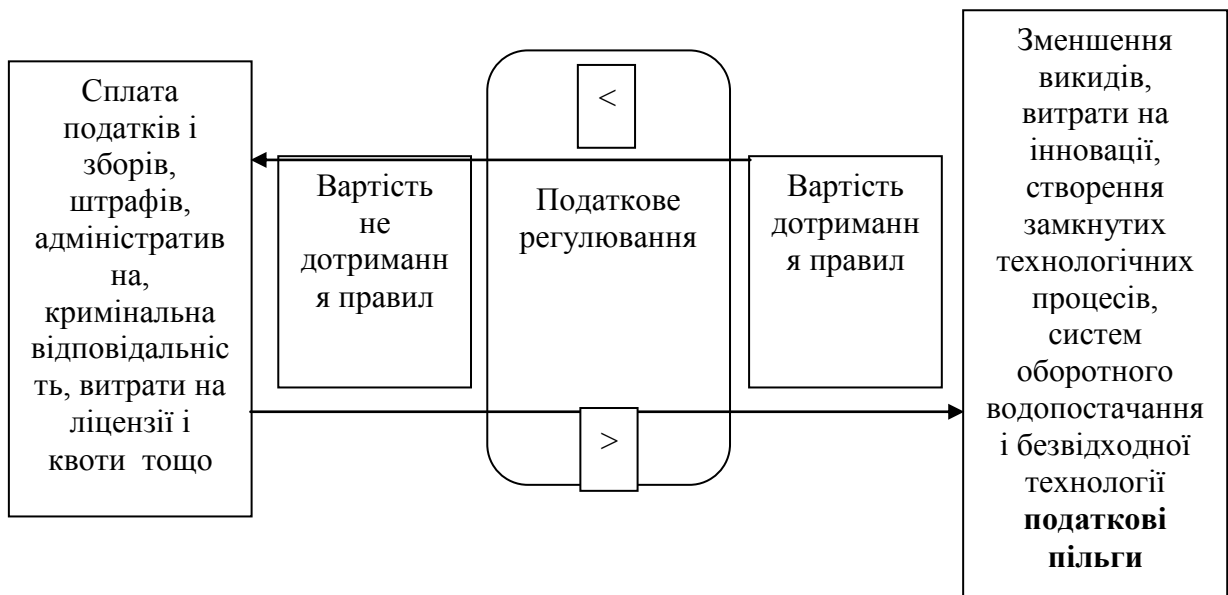 Сплата
податків і
зборів,
штрафів,
адміністратив
на,
кримінальна
відповідальніс
ть, витрати на
ліцензії і
квоти тощо
Вартість
не
дотриманн
я правил
<
Податкове
регулювання
>
Вартість
дотриманн
я правил
Зменшення
викидів,
витрати на
інновації,
створення
замкнутих
технологічних
процесів,
систем
оборотного
водопостачання
і безвідходної
технології
податкові
пільги